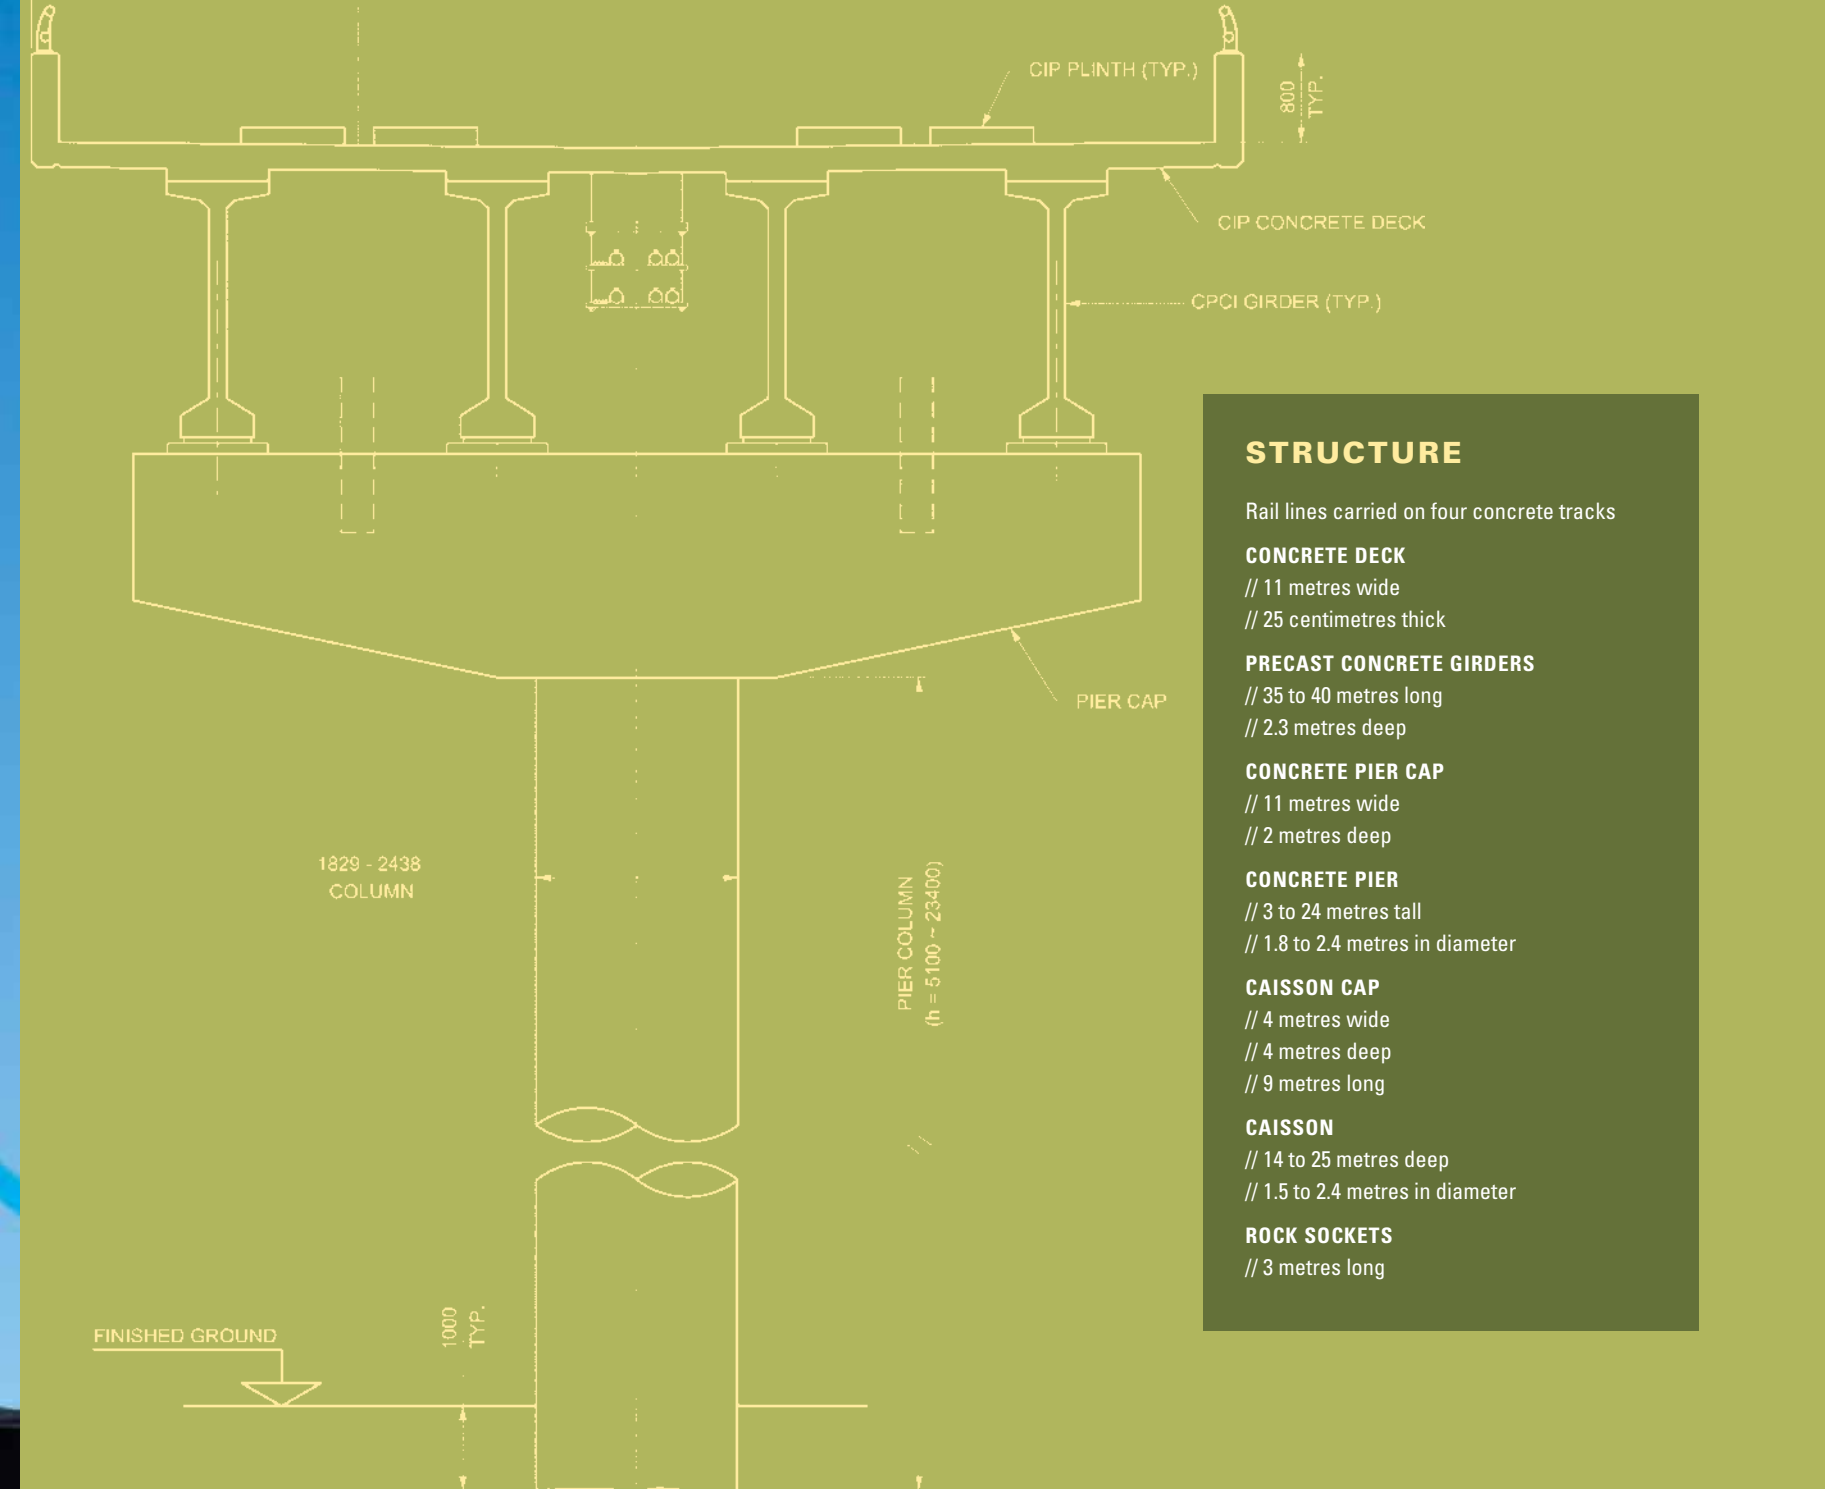 CIP PLINTH (TYP.)
800
TYP.
CIP CONCRETE DECK
CPCI GIRDER (TYP.)
PIER CAP
1829 - 2438
COLUMN
PIER COLUMN
(h = 5100 ~ 23400)
1000
TYP.
FINISHED GROUND
STRUCTURE
Rail lines carried on four concrete tracks
CONCRETE DECK
// 11 metres wide
// 25 centimetres thick
PRECAST CONCRETE GIRDERS
// 35 to 40 metres long
// 2.3 metres deep
CONCRETE PIER CAP
// 11 metres wide
// 2 metres deep
CONCRETE PIER
// 3 to 24 metres tall
// 1.8 to 2.4 metres in diameter
CAISSON CAP
// 4 metres wide
// 4 metres deep
// 9 metres long
CAISSON
// 14 to 25 metres deep
// 1.5 to 2.4 metres in diameter
ROCK SOCKETS
// 3 metres long